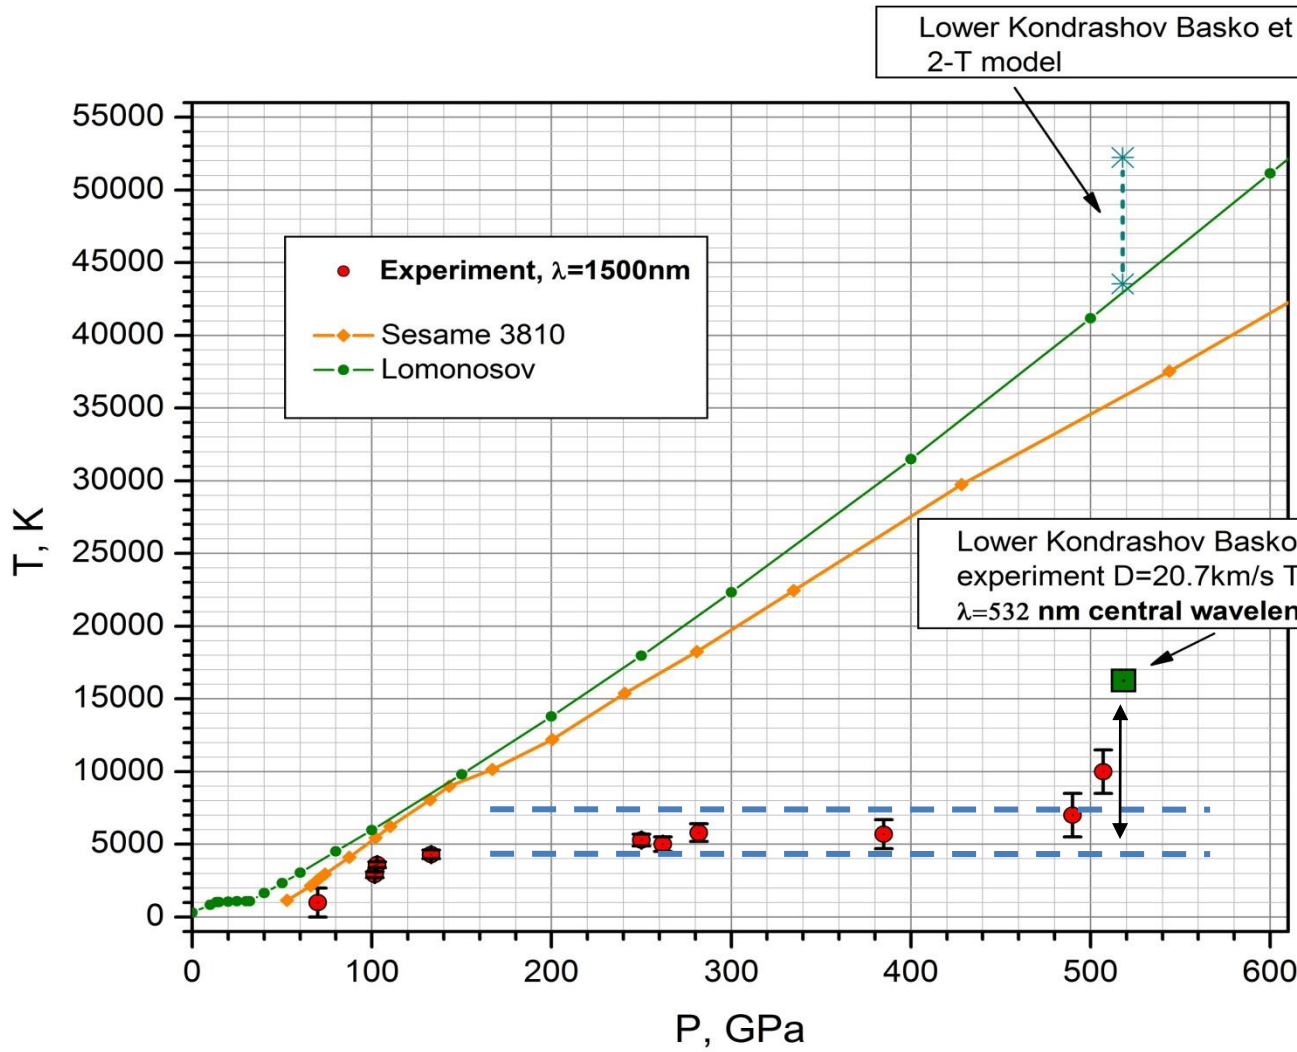 Lower Kondrashov Basko et
2-T model
55000
50000
45000
40000
35000
30000
25000
20000
15000
10000
5000
0
T, K
Experiment, λ=1500nm
Sesame 3810
Lomonosov
Lower Kondrashov Basko
experiment D=20.7km/s T
λ=532 nm central wavelen
0 100 200 300 400 500 600
P, GPa